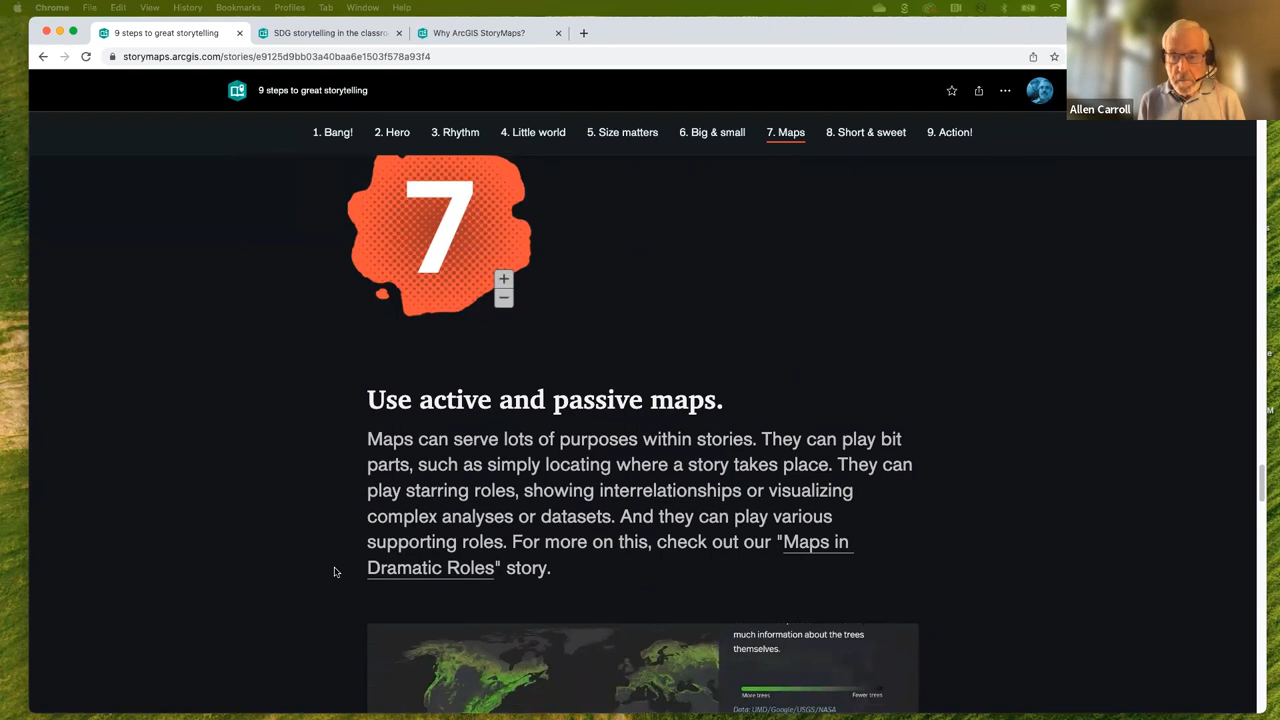 Chrome File Edit View History Bookmarks Profiles Tab Window Help
9 steps to great storytelling
SDG storytelling in the classro
Why ArcGIS StoryMaps?
storymaps.arcgis.com/stories/e9125d9bb03a40baa6e1503f578a93f4
9 steps to great storytelling
Allen Carroll
1. Bang! 2. Hero 3. Rhythm 4. Little world 5. Size matters 6. Big & small 7. Maps 8. Short & sweet 9. Action!
7
+
−
Use active and passive maps.
Maps can serve lots of purposes within stories. They can play bit
parts, such as simply locating where a story takes place. They can
play starring roles, showing interrelationships or visualizing
complex analyses or datasets. And they can play various
supporting roles. For more on this, check out our "Maps in
Dramatic Roles" story.
much information about the trees
themselves.
More trees Fewer trees
Data: UMD/Google/USGS/NASA